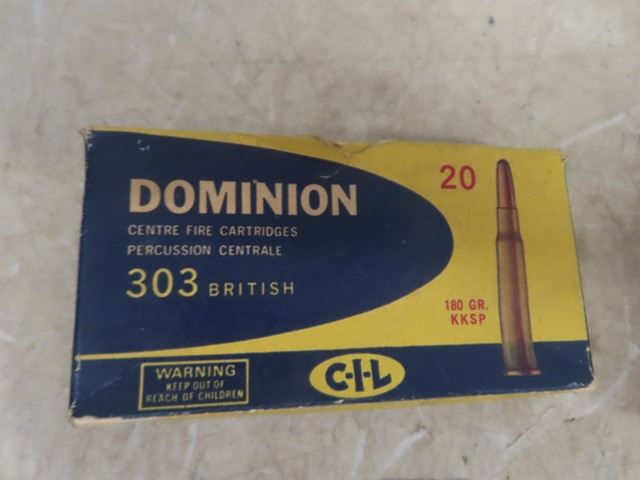 DOMINION
CENTRE FIRE CARTRIDGES
PERCUSSION CENTRALE
303 BRITISH
20
180 GR.
KKSP
WARNING
KEEP OUT OF
REACH OF CHILDREN
C-I-L